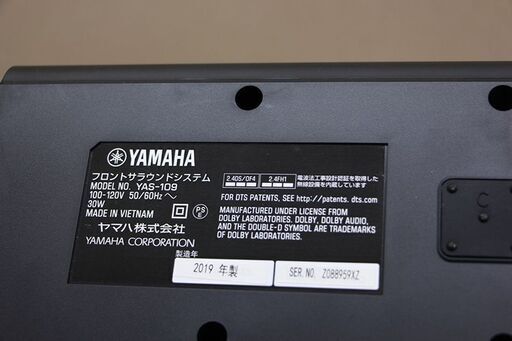 YAMAHA
フロントサラウンドシステム
MODEL NO. YAS-109
100-120V 50/60Hz
30W
MADE IN VIETNAM
ヤマハ株式会社
YAMAHA CORPORATION
2.4DS/OF4 2.4FH1
電波法工事設計認証を取得した
無線設備を内蔵しています。
FOR DTS PATENTS, SEE http://patents.dts.com
MANUFACTURED UNDER LICENSE FROM
DOLBY LABORATORIES. DOLBY, DOLBY AUDIO,
AND THE DOUBLE-D SYMBOL ARE TRADEMARKS
OF DOLBY LABORATORIES.
製造年
2019 年製
SER. NO. Z088959XZ